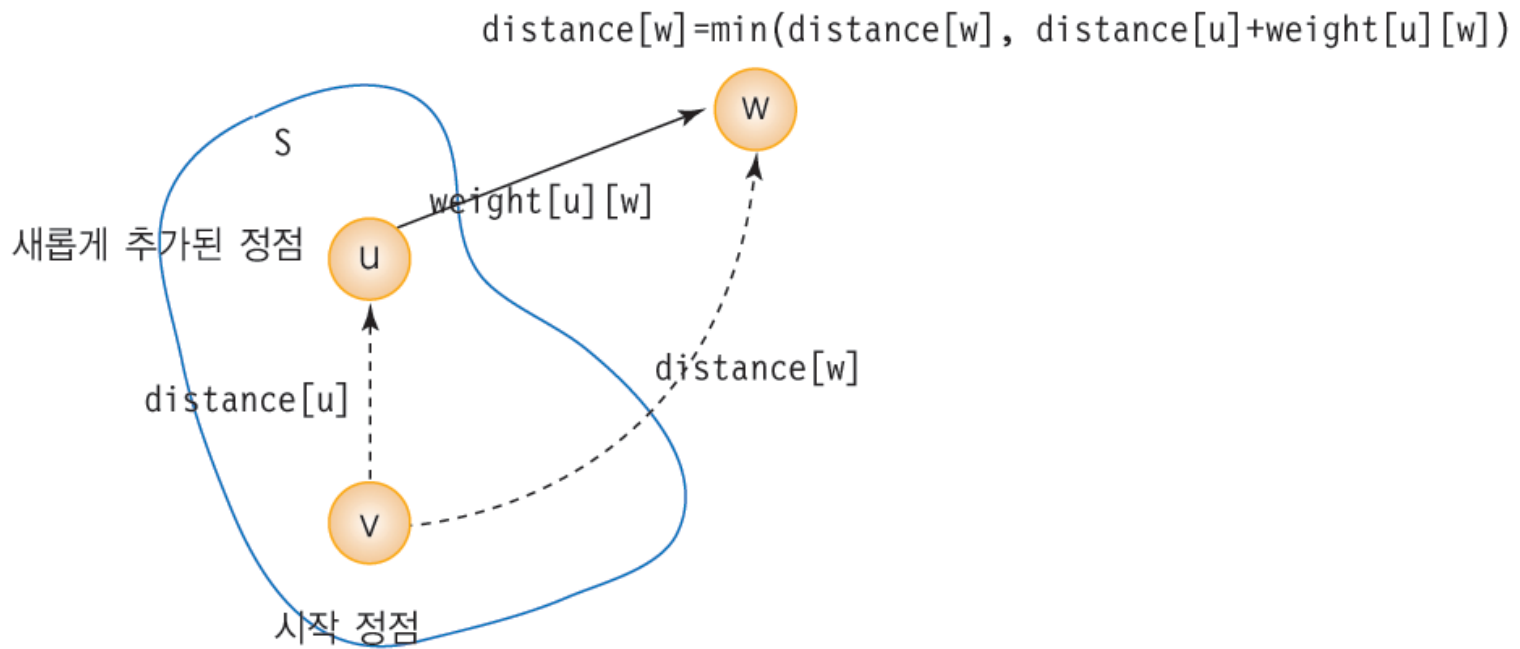 distance[w]=min(distance[w], distance[u]+weight[u][w])
w
S
weight[u][w]
새롭게 추가된 정점
u
distance[w]
distance[u]
v
시작 정점